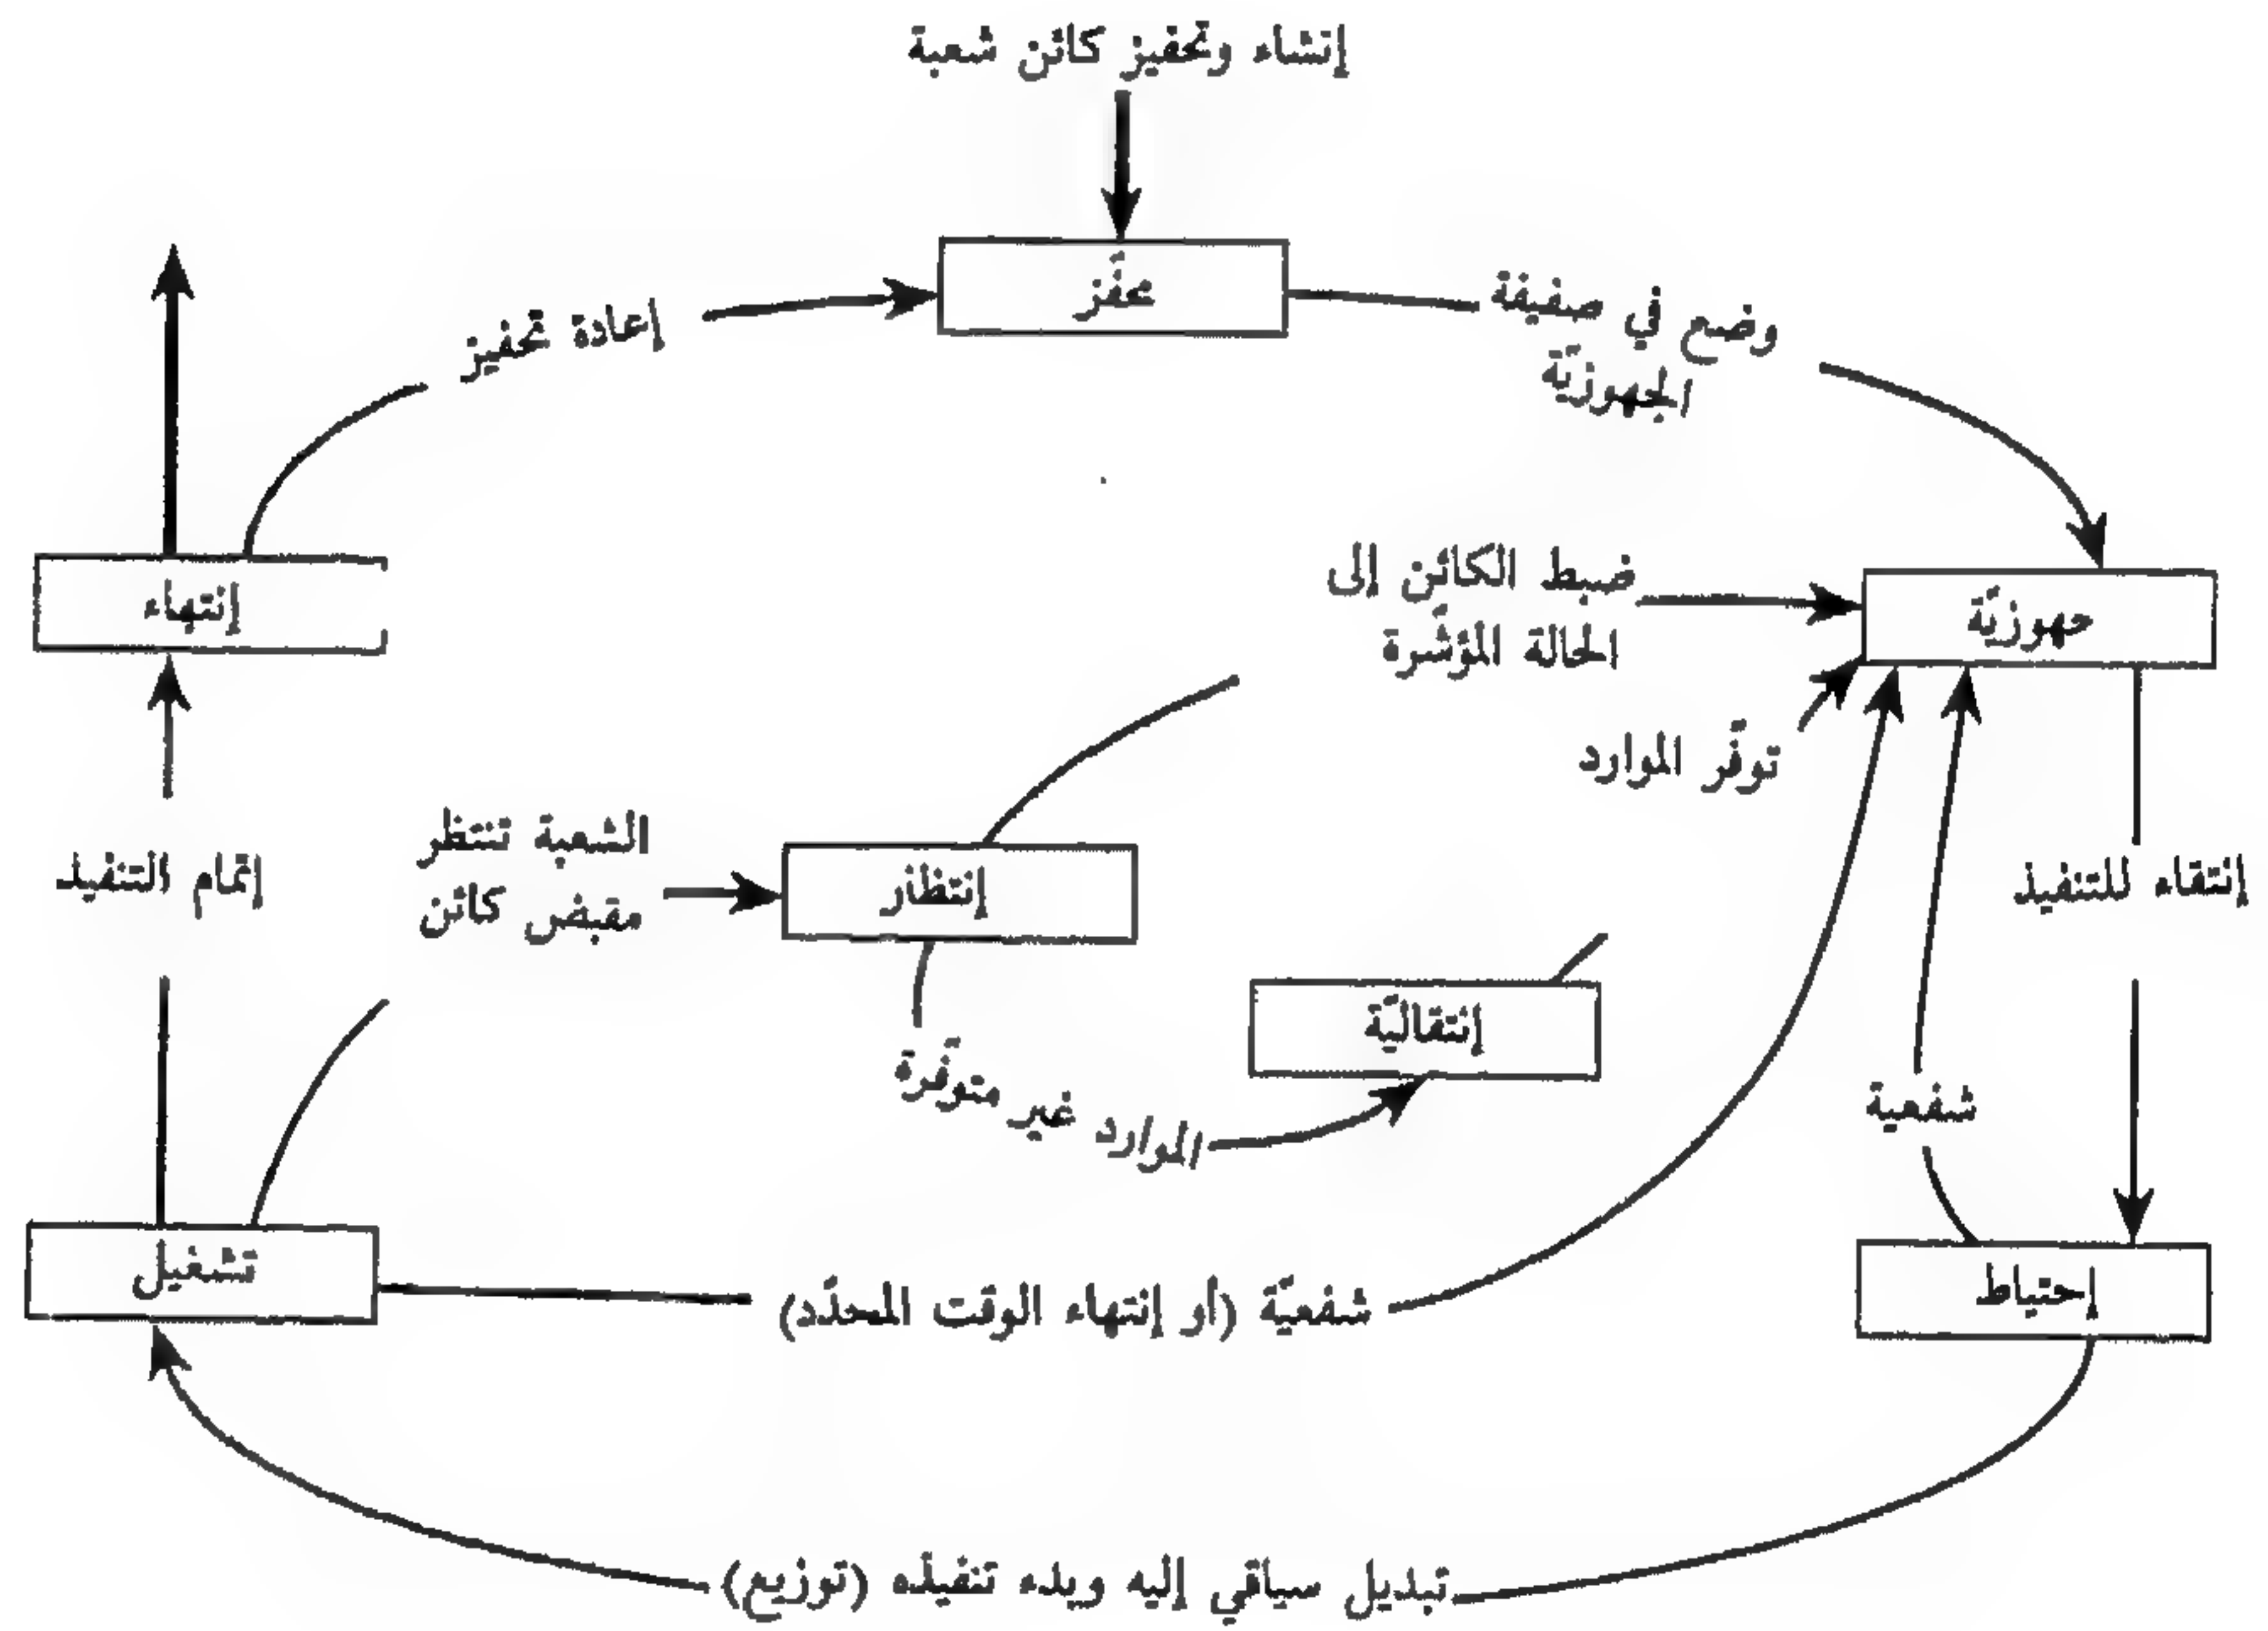 إنشاء وتحفيز كائن شعبة
محفّز
وضع في صفيفة
الجهوزيّة
إعادة تحفيز
إنتهاء
ضبط الكائن إلى
الحالة المؤشّرة
جهوزيّة
توفّر الموارد
الشعبة تنتظر
مقبض كائن
إنتظار
إتمام التنفيذ
إنتقاء للتنفيذ
إنتقاليّة
الموارد غير متوفّرة
شفعية
تشغيل
شفعيّة (أو إنتهاء الوقت المحدّد)
إحتياط
تبديل سياقي إليه وبدء تنفيذه (توزيع)